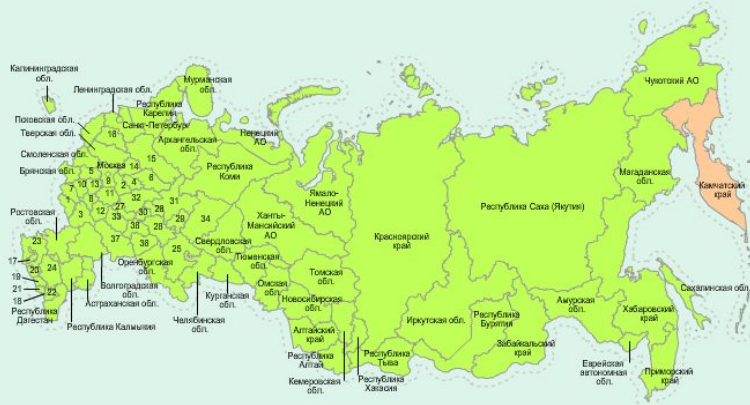 Калининградская
обл.
Мурманская
обл.
Чукотский АО
Ленинградская обл.
Республика
Карелия
Псковская обл.
Санкт-Петербург
Тверская обл.
18
Архангельская
обл.
Ненецкий
АО
Смоленская обл.
15
Москва
14
Республика
Коми
Брянская обл.
5
9
8
Магаданская
обл.
Камчатский
край
7
10
13
2
4
Ямало-
Ненецкий
АО
1
8
11
32
31
Республика Саха (Якутия)
Ростовская
обл.
3
12
27
33
30
28
29
34
Ханты-
Мансийский
АО
38
28
Красноярский
край
23
37
36
25
Свердловская
обл.
17
20
24
Оренбургская
обл.
Тюменская
обл.
Томская
обл.
19
21
22
Волгоградская
обл.
Омская
обл.
Сахалинская обл.
18
Астраханская обл.
Курганская
обл.
Новосибирская
обл.
Амурская
обл.
Хабаровский
край
Республика
Дагестан
Республика Калмыкия
Челябинская
обл.
Алтайский
край
Иркутская обл.
Республика
Бурятия
Забайкальский
край
Республика
Алтай
Республика
Тыва
Еврейская
автономная
обл.
Приморский
край
Кемеровская
обл.
Республика
Хакасия